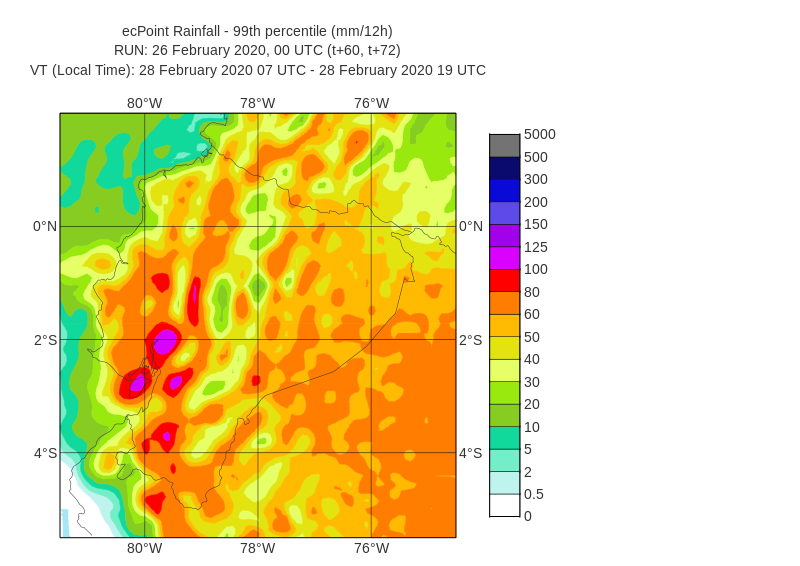 ecPoint Rainfall - 99th percentile (mm/12h)
RUN: 26 February 2020, 00 UTC (t+60, t+72)
VT (Local Time): 28 February 2020 07 UTC - 28 February 2020 19 UTC
80°W 78°W 76°W
5000
500
300
200
150
125
100
80
60
50
40
30
20
10
5
2
0.5
0
0°N 0°N
2°S 2°S
4°S 4°S
80°W 78°W 76°W